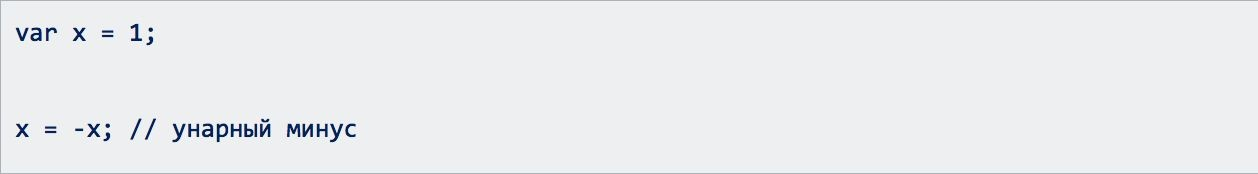 var x = 1;
x = -x; // унарный минус